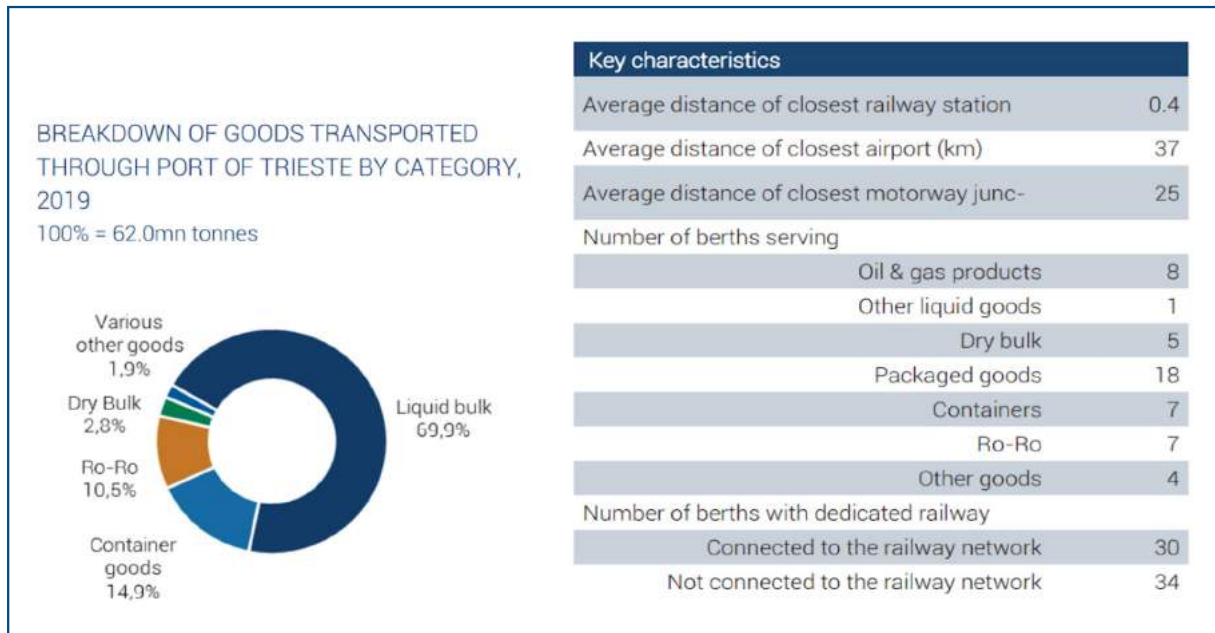 BREAKDOWN OF GOODS TRANSPORTED
THROUGH PORT OF TRIESTE BY CATEGORY,
2019
100% = 62.0mn tonnes
Various
other goods
1,9%
Dry Bulk
2,8%
Ro-Ro
10,5%
Container
goods
14,9%
Liquid bulk
69,9%
Key characteristics
Average distance of closest railway station 0.4
Average distance of closest airport (km) 37
Average distance of closest motorway junc- 25
Number of berths serving
Oil & gas products 8
Other liquid goods 1
Dry bulk 5
Packaged goods 18
Containers 7
Ro-Ro 7
Other goods 4
Number of berths with dedicated railway
Connected to the railway network 30
Not connected to the railway network 34